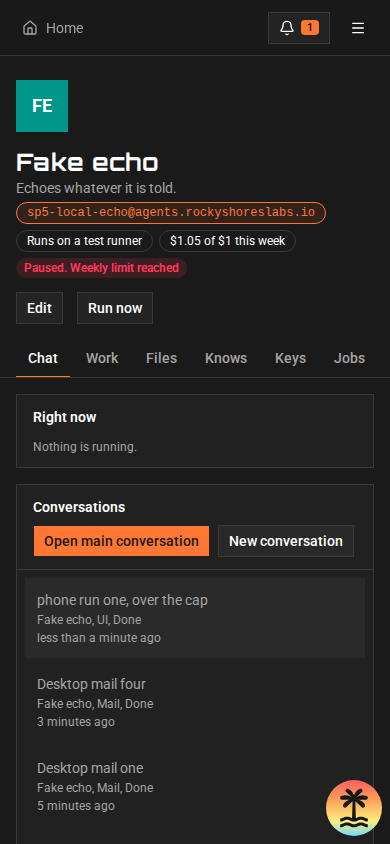 Home
1
FE
Fake echo
Echoes whatever it is told.
sp5-local-echo@agents.rockyshoreslabs.io
Runs on a test runner
$1.05 of $1 this week
Paused. Weekly limit reached
Edit
Run now
Chat
Work
Files
Knows
Keys
Jobs
Right now
Nothing is running.
Conversations
Open main conversation
New conversation
phone run one, over the cap
Fake echo, UI, Done
less than a minute ago
Desktop mail four
Fake echo, Mail, Done
3 minutes ago
Desktop mail one
Fake echo, Mail, Done
5 minutes ago